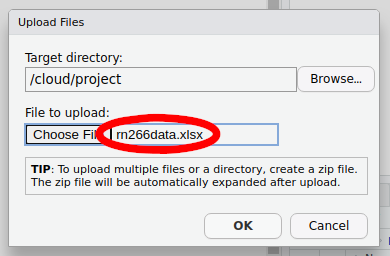 Upload Files
Target directory:
/cloud/project
Browse...
File to upload:
Choose Fil
rn266data.xlsx
TIP: To upload multiple files or a directory, create a zip file.
The zip file will be automatically expanded after upload.
OK
Cancel